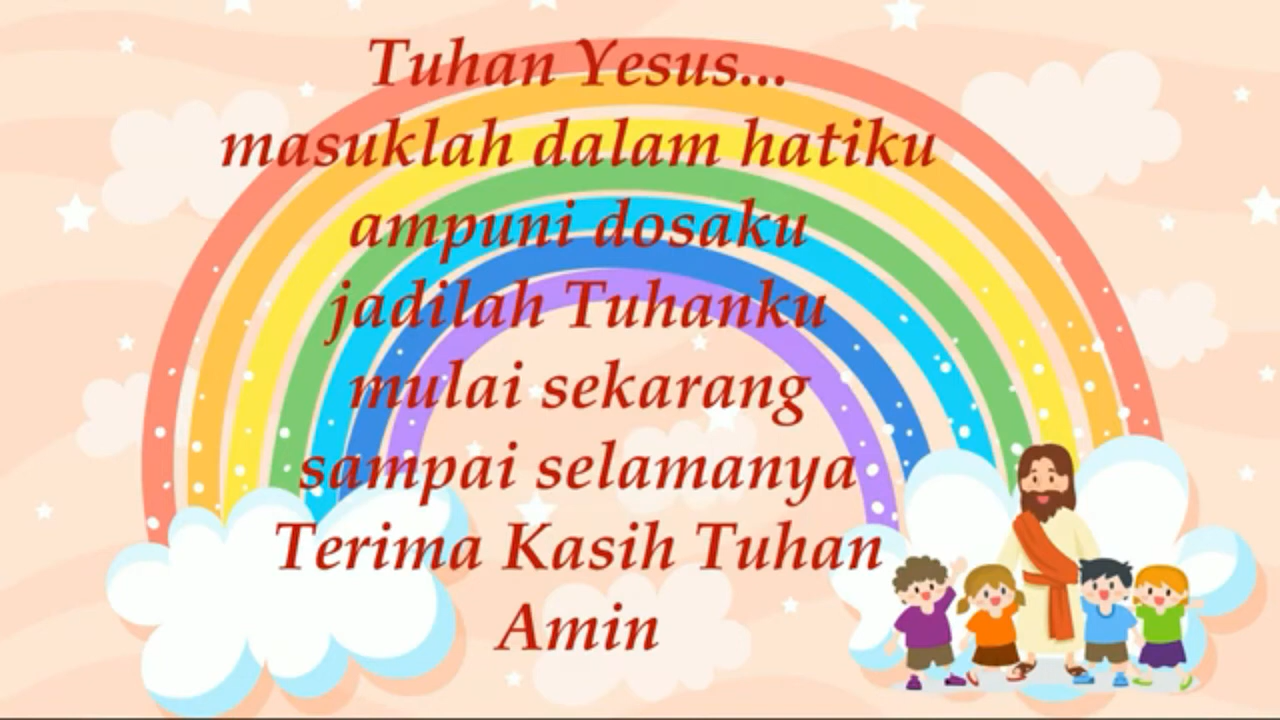 Tuhan Yesus...
masuklah dalam hatiku
ampuni dosaku
jadilah Tuhanku
mulai sekarang
sampai selamanya
Terima Kasih Tuhan
Amin